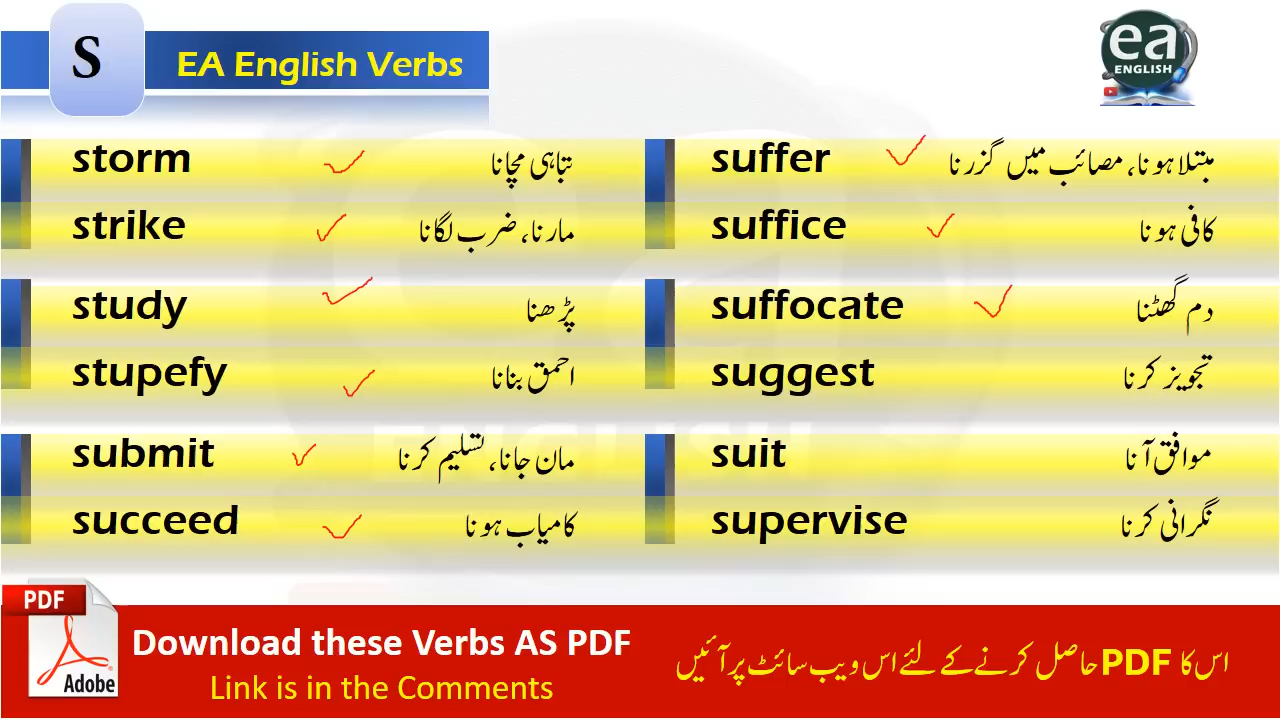 S
EA English Verbs
ea
ENGLISH
storm تباہی مچانا
strike مارنا، ضرب لگانا
study پڑھنا
stupefy احمق بنانا
submit مان جانا، تسلیم کرنا
succeed کامیاب ہونا
suffer مبتلا ہونا، مصائب میں گزرنا
suffice کافی ہونا
suffocate دم گھٹنا
suggest تجویز کرنا
suit موافق آنا
supervise نگرانی کرنا
PDF
Adobe
Download these Verbs AS PDF
Link is in the Comments
اس کا PDF حاصل کرنے کے لئے اس ویب سائٹ پر آئیں